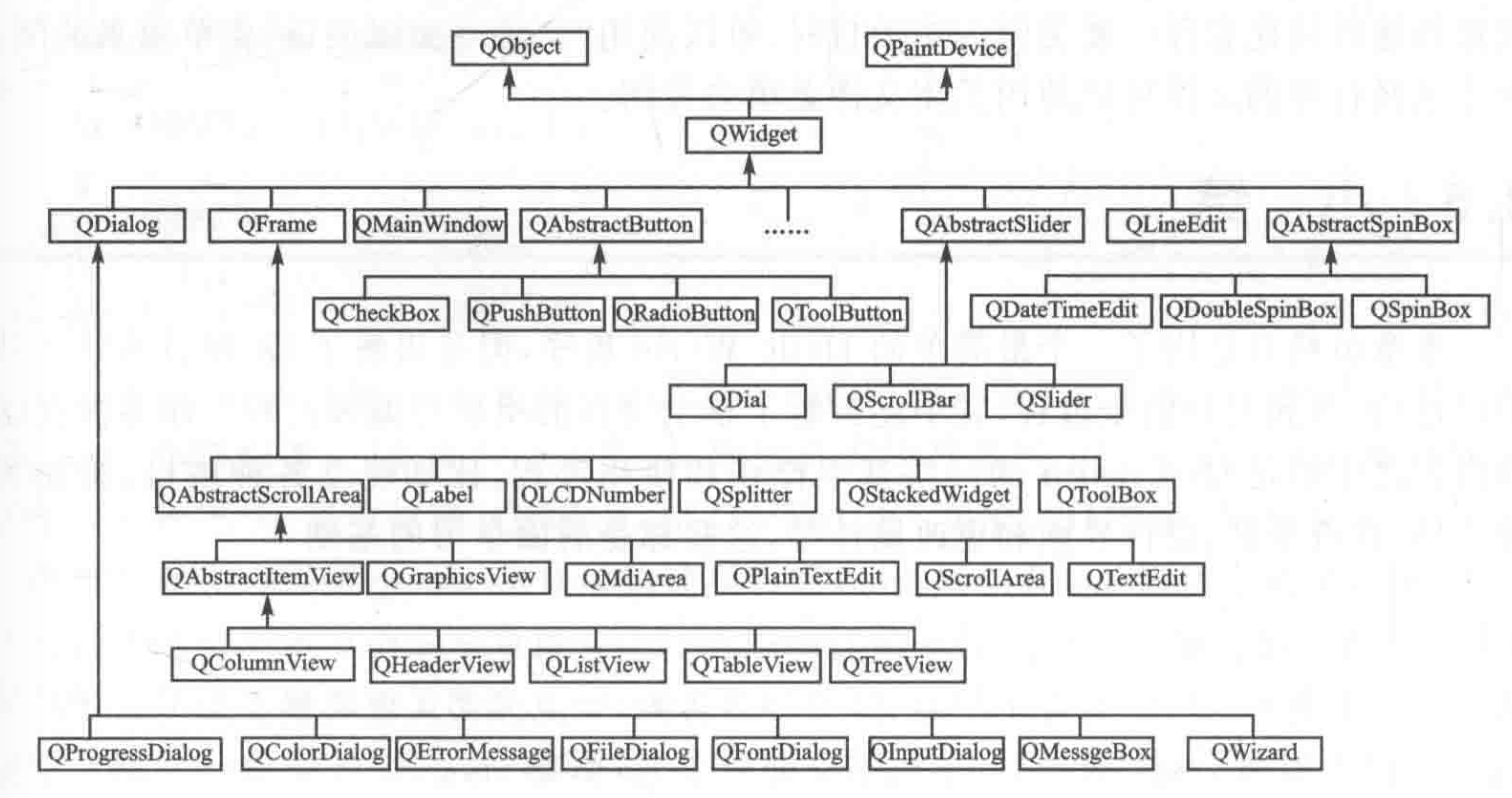 QObject
QPaintDevice
QWidget
QDialog
QFrame
QMainWindow
QAbstractButton
......
QAbstractSlider
QLineEdit
QAbstractSpinBox
QCheckBox
QPushButton
QRadioButton
QToolButton
QDateTimeEdit
QDoubleSpinBox
QSpinBox
QDial
QScrollBar
QSlider
QAbstractScrollArea
QLabel
QLCDNumber
QSplitter
QStackedWidget
QToolBox
QAbstractItemView
QGraphicsView
QMdiArea
QPlainTextEdit
QScrollArea
QTextEdit
QColumnView
QHeaderView
QListView
QTableView
QTreeView
QProgressDialog
QColorDialog
QErrorMessage
QFileDialog
QFontDialog
QInputDialog
QMessgeBox
QWizard